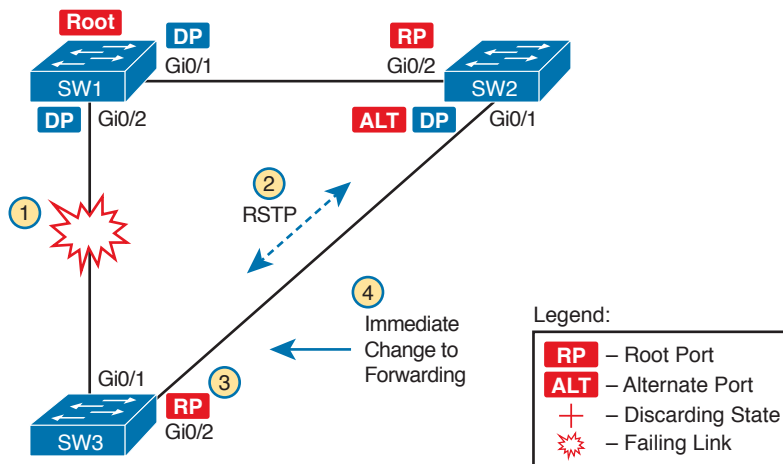 Root
DP
RP
Gi0/1
Gi0/2
SW1
SW2
DP
Gi0/2
ALT DP
Gi0/1
1
2
RSTP
4
Immediate
Change to
Forwarding
Gi0/1
3
RP
Gi0/2
SW3
Legend:
RP – Root Port
ALT – Alternate Port
– Discarding State
– Failing Link